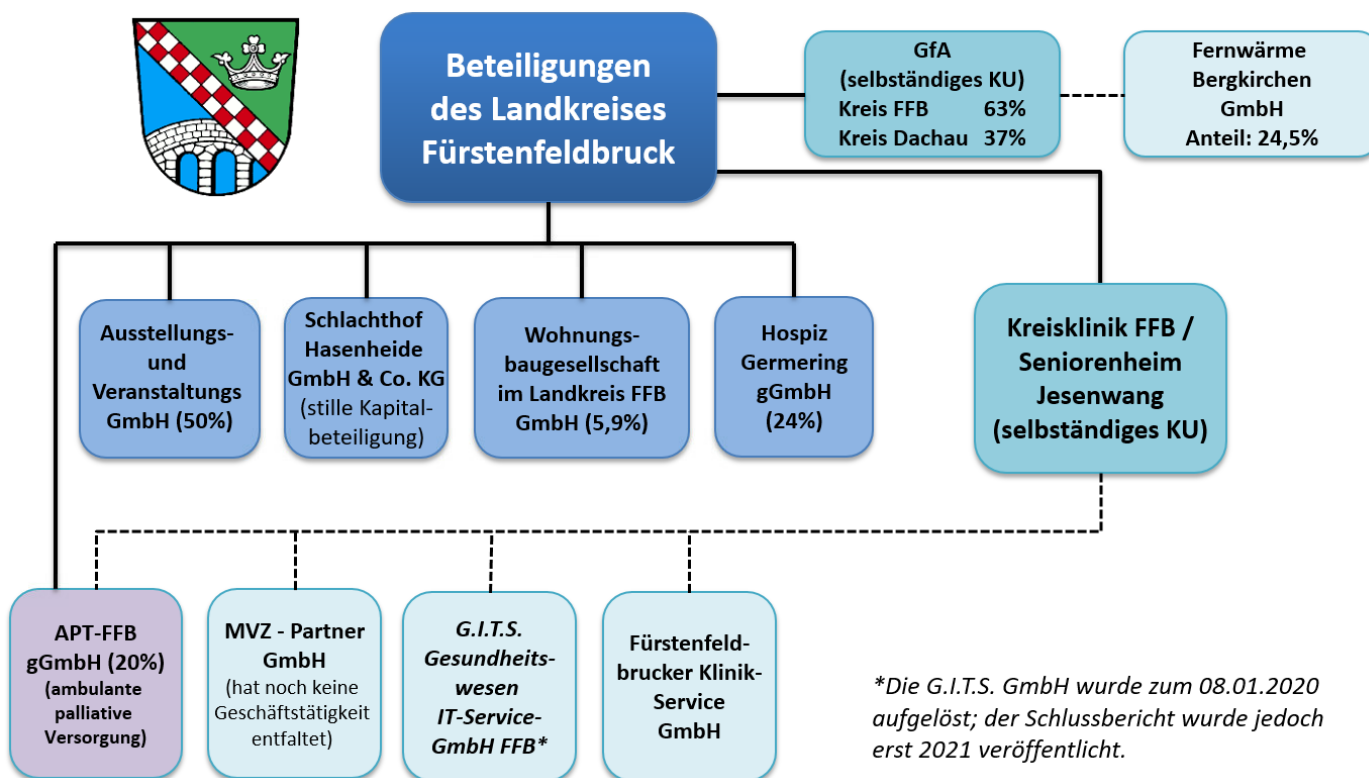 Beteiligungen
des Landkreises
Fürstenfeldbruck
GfA
(selbständiges KU)
Kreis FFB 63%
Kreis Dachau 37%
Fernwärme
Bergkirchen
GmbH
Anteil: 24,5%
Ausstellungs-
und
Veranstaltungs
GmbH (50%)
Schlachthof
Hasenheide
GmbH & Co. KG
(stille Kapital-
beteiligung)
Wohnungs-
baugesellschaft
im Landkreis FFB
GmbH (5,9%)
Hospiz
Germering
gGmbH
(24%)
Kreisklinik FFB /
Seniorenheim
Jesenwang
(selbständiges KU)
APT-FFB
gGmbH (20%)
(ambulante
palliative
Versorgung)
MVZ - Partner
GmbH
(hat noch keine
Geschäftstätigkeit
entfaltet)
G.I.T.S.
Gesundheits-
wesen
IT-Service-
GmbH FFB*
Fürstenfeld-
brucker Klinik-
Service
GmbH
*Die G.I.T.S. GmbH wurde zum 08.01.2020
aufgelöst; der Schlussbericht wurde jedoch
erst 2021 veröffentlicht.